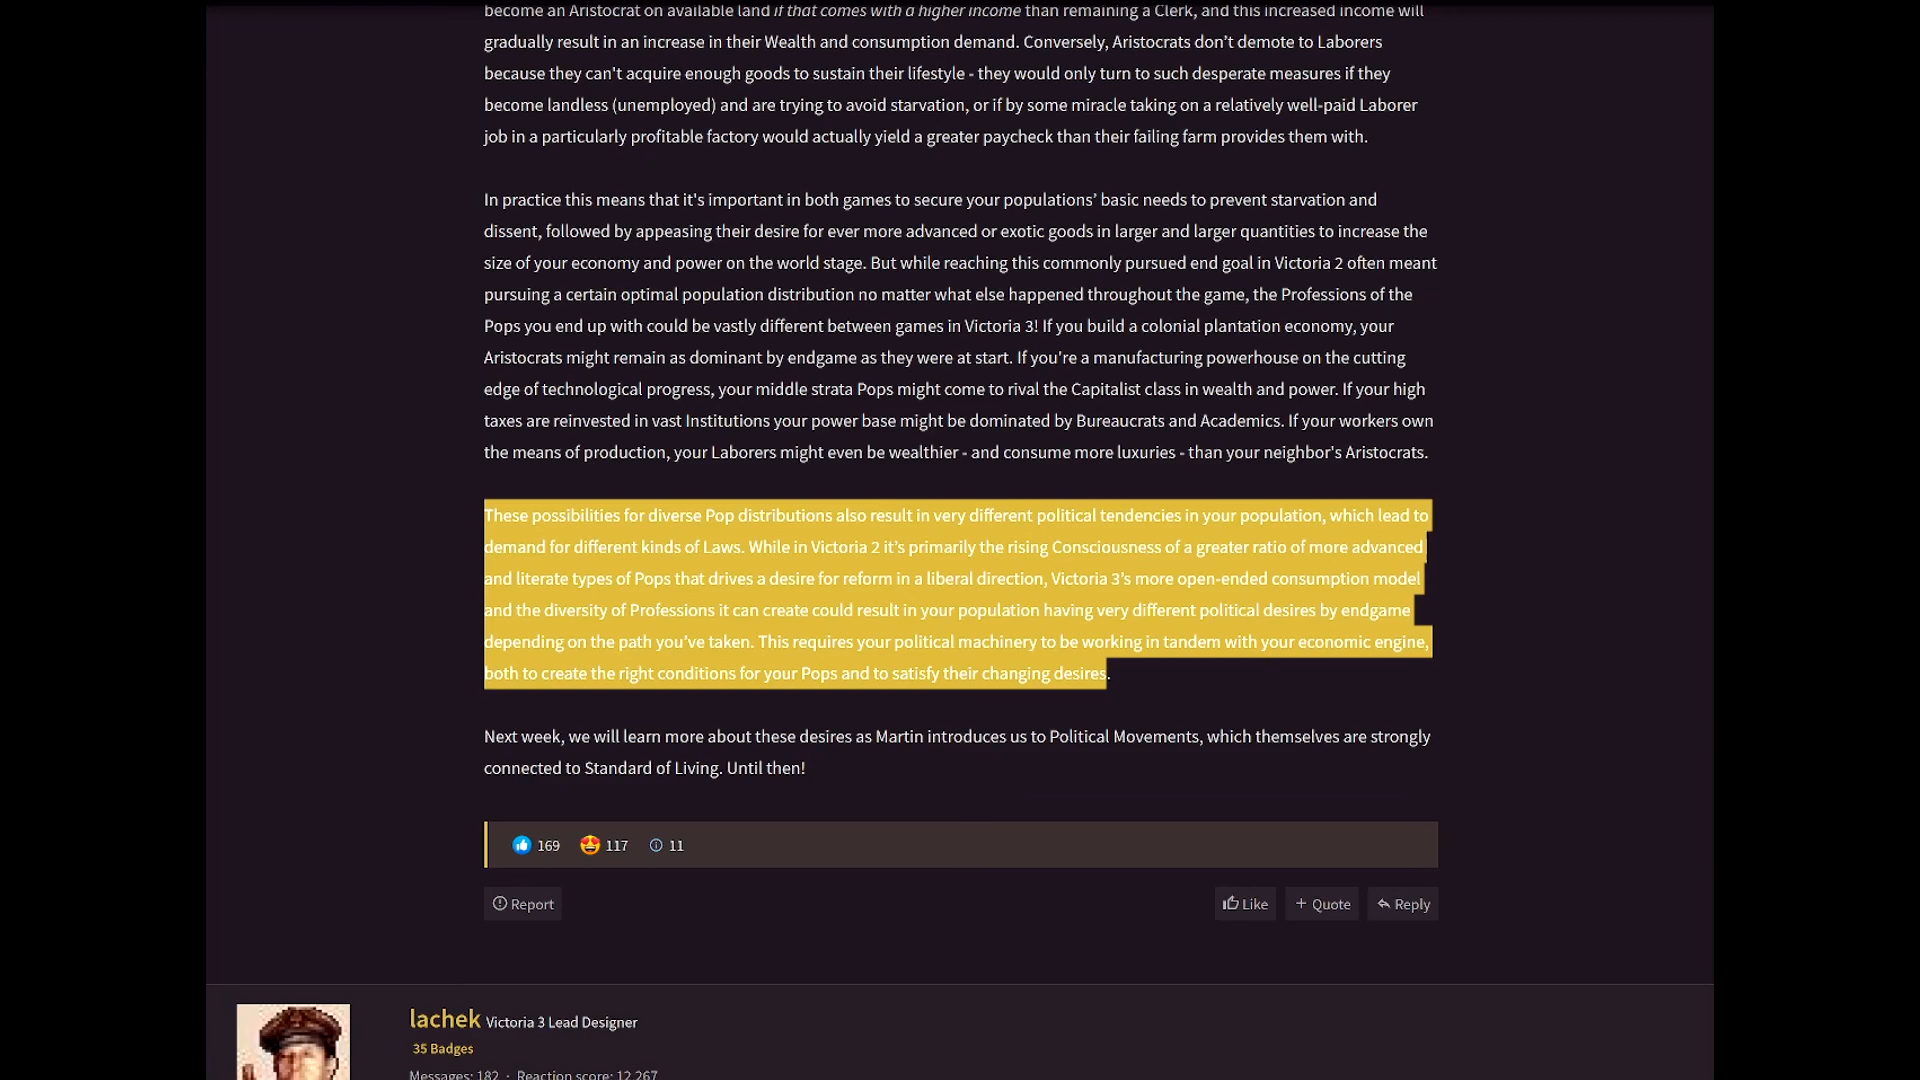 become an Aristocrat on available land if that comes with a higher income than remaining a Clerk, and this increased income will
gradually result in an increase in their Wealth and consumption demand. Conversely, Aristocrats don’t demote to Laborers
because they can't acquire enough goods to sustain their lifestyle - they would only turn to such desperate measures if they
become landless (unemployed) and are trying to avoid starvation, or if by some miracle taking on a relatively well-paid Laborer
job in a particularly profitable factory would actually yield a greater paycheck than their failing farm provides them with.
In practice this means that it's important in both games to secure your populations’ basic needs to prevent starvation and
dissent, followed by appeasing their desire for ever more advanced or exotic goods in larger and larger quantities to increase the
size of your economy and power on the world stage. But while reaching this commonly pursued end goal in Victoria 2 often meant
pursuing a certain optimal population distribution no matter what else happened throughout the game, the Professions of the
Pops you end up with could be vastly different between games in Victoria 3! If you build a colonial plantation economy, your
Aristocrats might remain as dominant by endgame as they were at start. If you're a manufacturing powerhouse on the cutting
edge of technological progress, your middle strata Pops might come to rival the Capitalist class in wealth and power. If your high
taxes are reinvested in vast Institutions your power base might be dominated by Bureaucrats and Academics. If your workers own
the means of production, your Laborers might even be wealthier - and consume more luxuries - than your neighbor's Aristocrats.
These possibilities for diverse Pop distributions also result in very different political tendencies in your population, which lead to
demand for different kinds of Laws. While in Victoria 2 it’s primarily the rising Consciousness of a greater ratio of more advanced
and literate types of Pops that drives a desire for reform in a liberal direction, Victoria 3’s more open-ended consumption model
and the diversity of Professions it can create could result in your population having very different political desires by endgame
depending on the path you’ve taken. This requires your political machinery to be working in tandem with your economic engine,
both to create the right conditions for your Pops and to satisfy their changing desires.
Next week, we will learn more about these desires as Martin introduces us to Political Movements, which themselves are strongly
connected to Standard of Living. Until then!
169 117 11
Report Like + Quote Reply
lachek Victoria 3 Lead Designer
35 Badges
Messages: 182 · Reaction score: 12.267